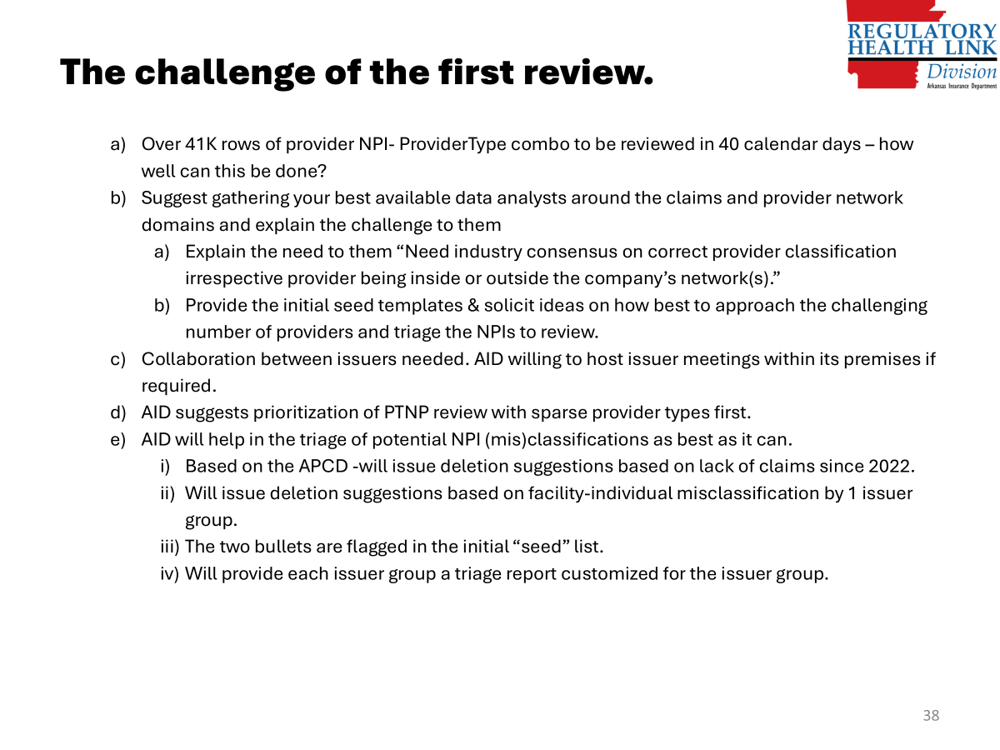 REGULATORY
HEALTH LINK
Division
Arkansas Insurance Department
The challenge of the first review.
a) Over 41K rows of provider NPI- ProviderType combo to be reviewed in 40 calendar days – how
well can this be done?
b) Suggest gathering your best available data analysts around the claims and provider network
domains and explain the challenge to them
a) Explain the need to them “Need industry consensus on correct provider classification
irrespective provider being inside or outside the company’s network(s).”
b) Provide the initial seed templates & solicit ideas on how best to approach the challenging
number of providers and triage the NPIs to review.
c) Collaboration between issuers needed. AID willing to host issuer meetings within its premises if
required.
d) AID suggests prioritization of PTNP review with sparse provider types first.
e) AID will help in the triage of potential NPI (mis)classifications as best as it can.
i) Based on the APCD -will issue deletion suggestions based on lack of claims since 2022.
ii) Will issue deletion suggestions based on facility-individual misclassification by 1 issuer
group.
iii) The two bullets are flagged in the initial “seed” list.
iv) Will provide each issuer group a triage report customized for the issuer group.
38